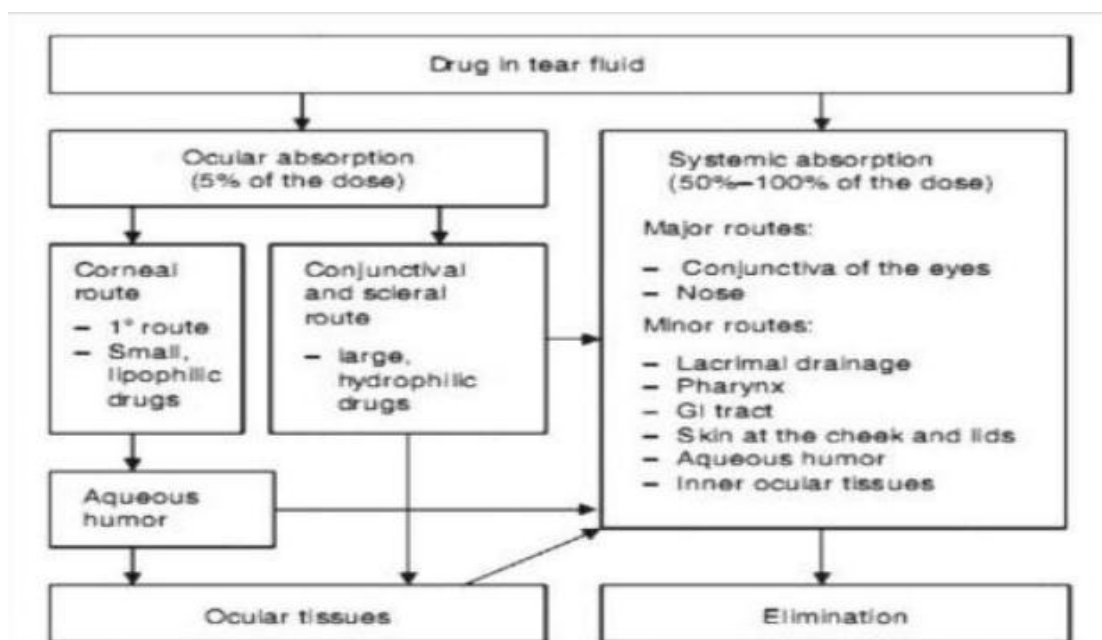 Drug in tear fluid
Ocular absorption
(5% of the dose)
Corneal
route
– 1° route
– Small,
lipophilic
drugs
Conjunctival
and scleral
route
– large,
hydrophilic
drugs
Aqueous
humor
Ocular tissues
Systemic absorption
(50%–100% of the dose)
Major routes:
– Conjunctiva of the eyes
– Nose
Minor routes:
– Lacrimal drainage
– Pharynx
– GI tract
– Skin at the cheek and lids
– Aqueous humor
– Inner ocular tissues
Elimination